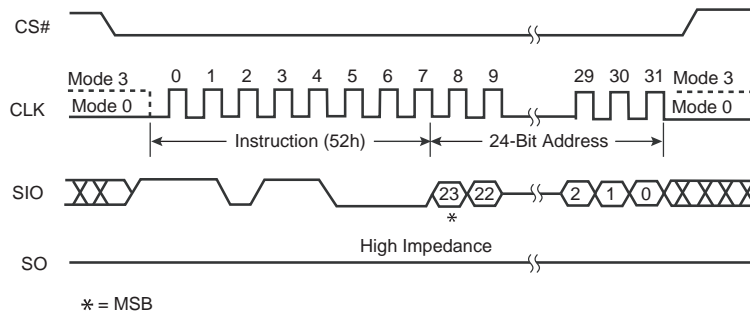 CS#
Mode 3 0 1 2 3 4 5 6 7 8 9 29 30 31 Mode 3
CLK Mode 0 Mode 0
Instruction (52h) 24-Bit Address
SIO 23 22 2 1 0
*
High Impedance
SO
* = MSB